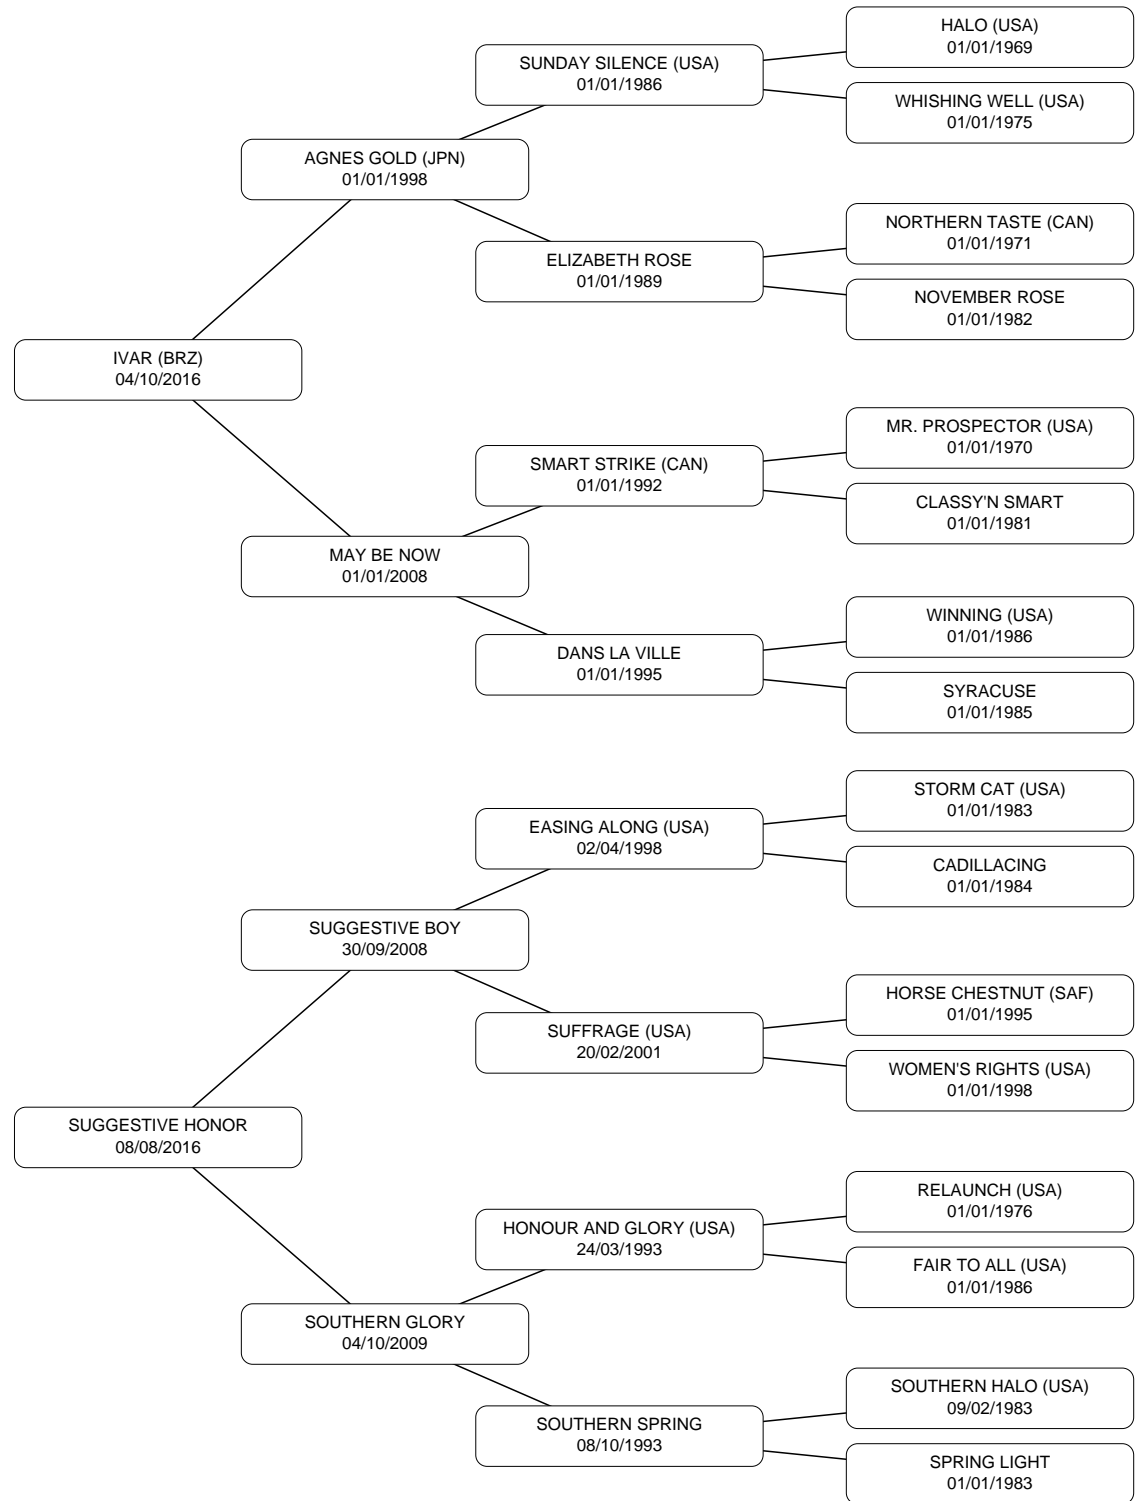 HALO (USA)
01/01/1969
SUNDAY SILENCE (USA)
01/01/1986
WHISHING WELL (USA)
01/01/1975
AGNES GOLD (JPN)
01/01/1998
NORTHERN TASTE (CAN)
01/01/1971
ELIZABETH ROSE
01/01/1989
NOVEMBER ROSE
01/01/1982
IVAR (BRZ)
04/10/2016
MR. PROSPECTOR (USA)
01/01/1970
SMART STRIKE (CAN)
01/01/1992
CLASSY'N SMART
01/01/1981
MAY BE NOW
01/01/2008
WINNING (USA)
01/01/1986
DANS LA VILLE
01/01/1995
SYRACUSE
01/01/1985
STORM CAT (USA)
01/01/1983
EASING ALONG (USA)
02/04/1998
CADILLACING
01/01/1984
SUGGESTIVE BOY
30/09/2008
HORSE CHESTNUT (SAF)
01/01/1995
SUFFRAGE (USA)
20/02/2001
WOMEN'S RIGHTS (USA)
01/01/1998
SUGGESTIVE HONOR
08/08/2016
RELAUNCH (USA)
01/01/1976
HONOUR AND GLORY (USA)
24/03/1993
FAIR TO ALL (USA)
01/01/1986
SOUTHERN GLORY
04/10/2009
SOUTHERN HALO (USA)
09/02/1983
SOUTHERN SPRING
08/10/1993
SPRING LIGHT
01/01/1983